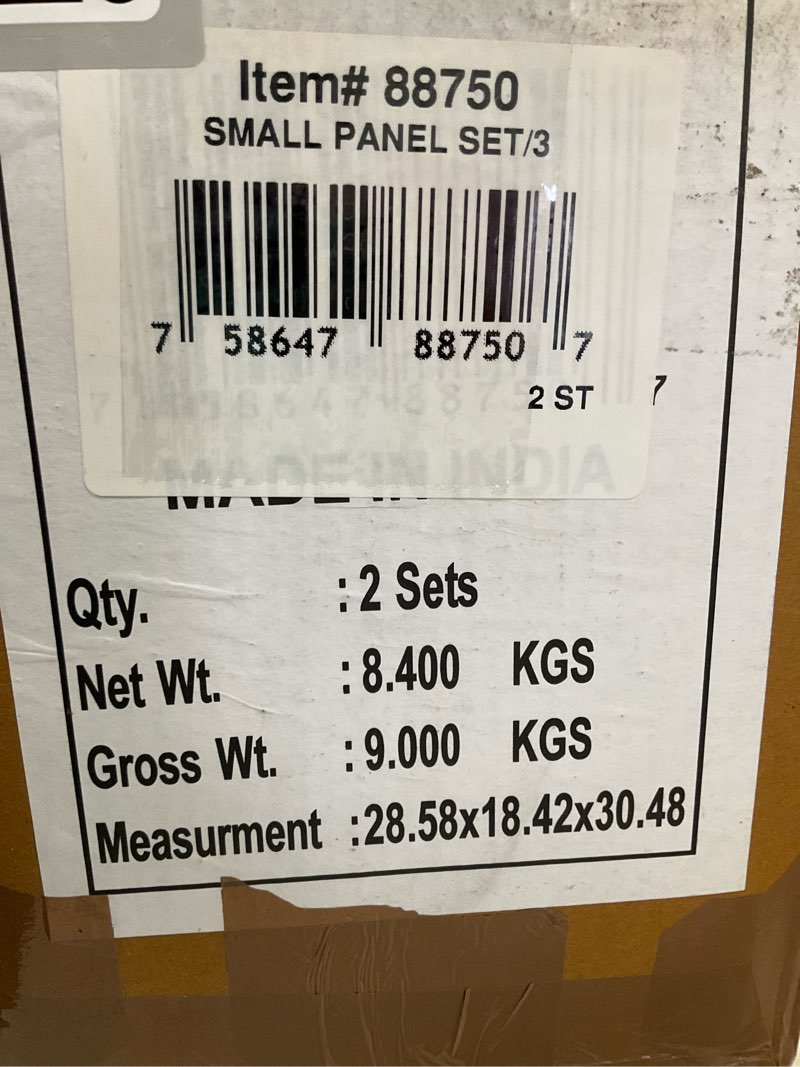 Item# 88750
SMALL PANEL SET/3
7 58647 88750 7
2 ST
7
MADE IN INDIA
Qty. : 2 Sets
Net Wt. : 8.400 KGS
Gross Wt. : 9.000 KGS
Measurment :28.58x18.42x30.48